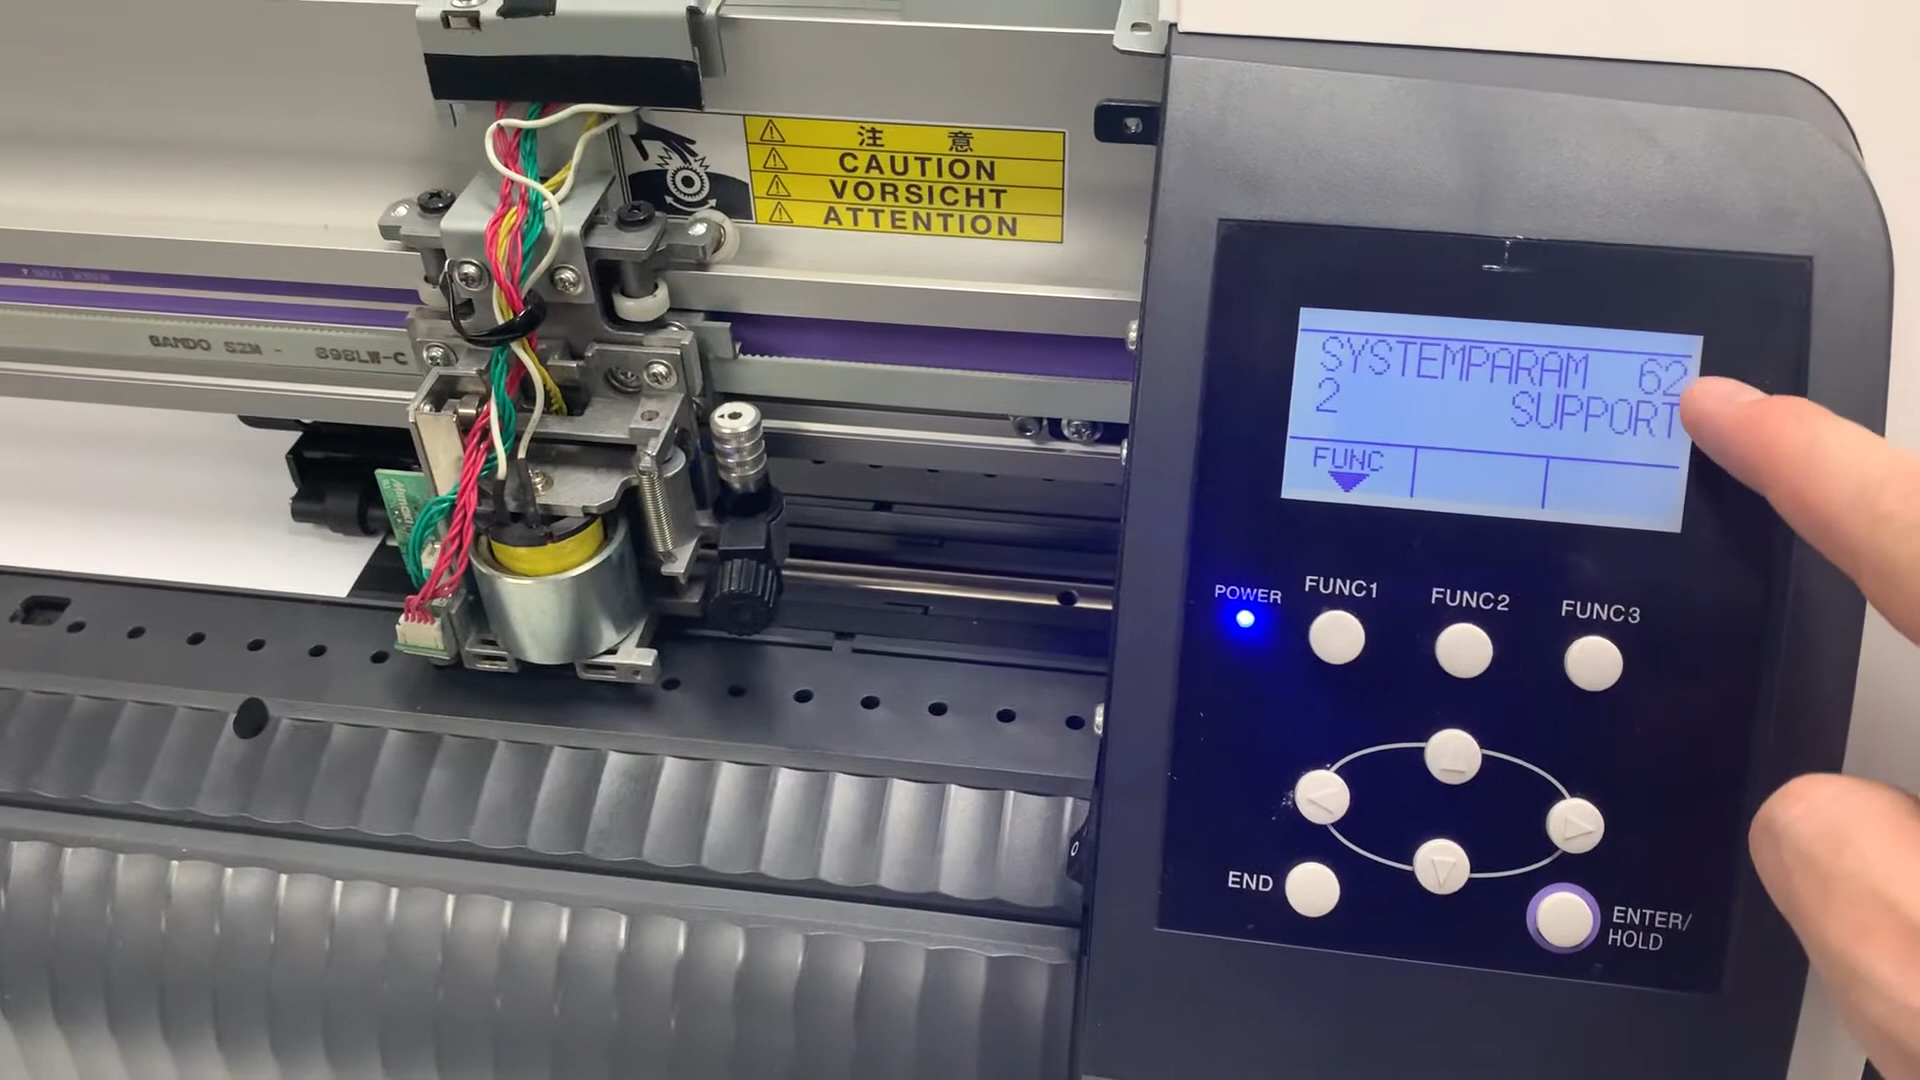 注 意
CAUTION
VORSICHT
ATTENTION
BANDO S2M - 898LW-C
Mimaki
SYSTEMPARAM 62
2 SUPPORT
FUNC
POWER
FUNC1
FUNC2
FUNC3
END
ENTER/
HOLD